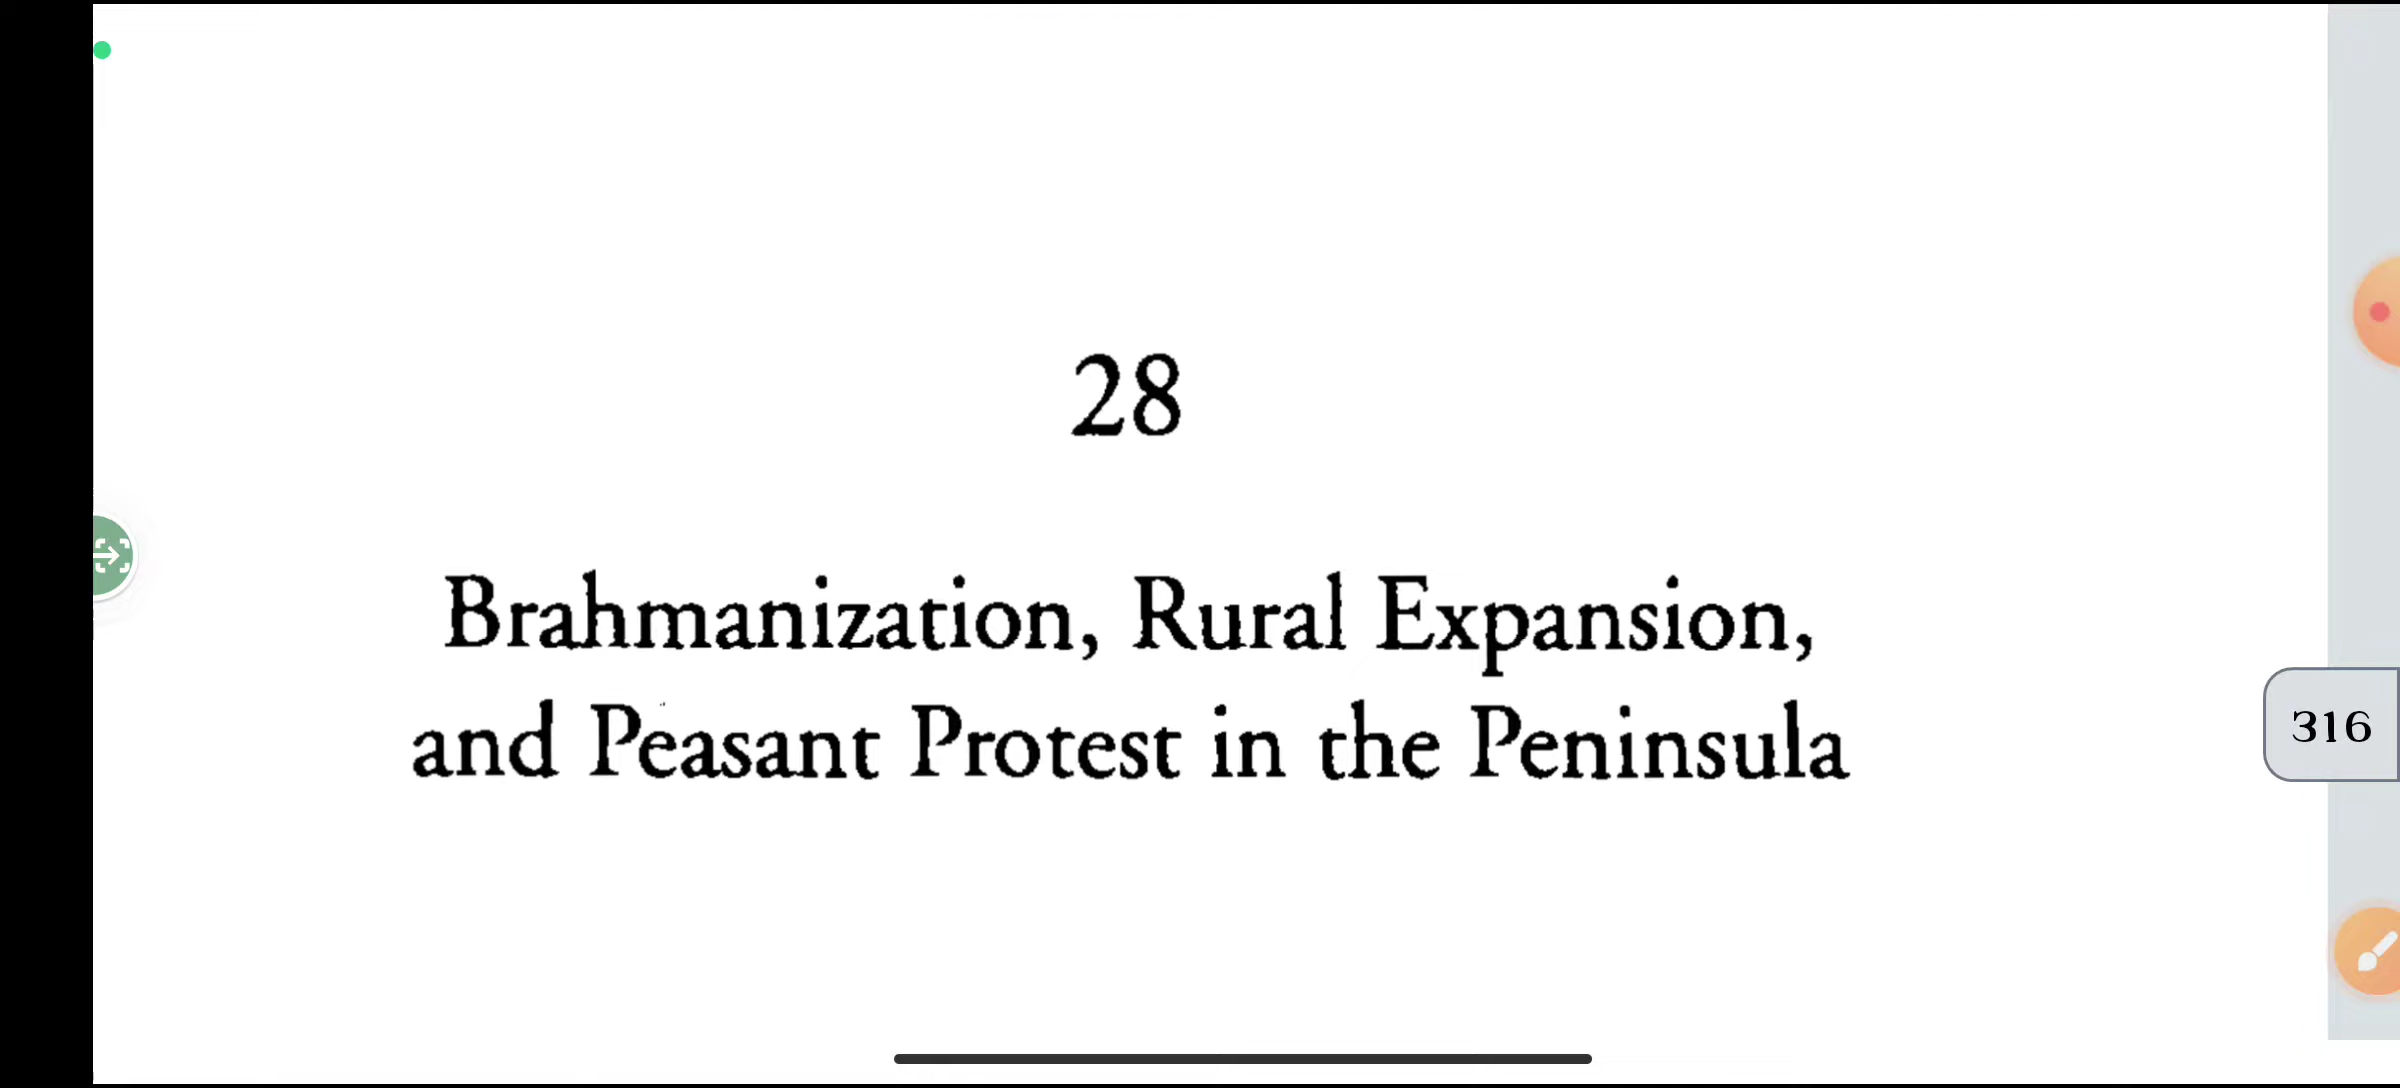 28
Brahmanization, Rural Expansion,
and Peasant Protest in the Peninsula
316